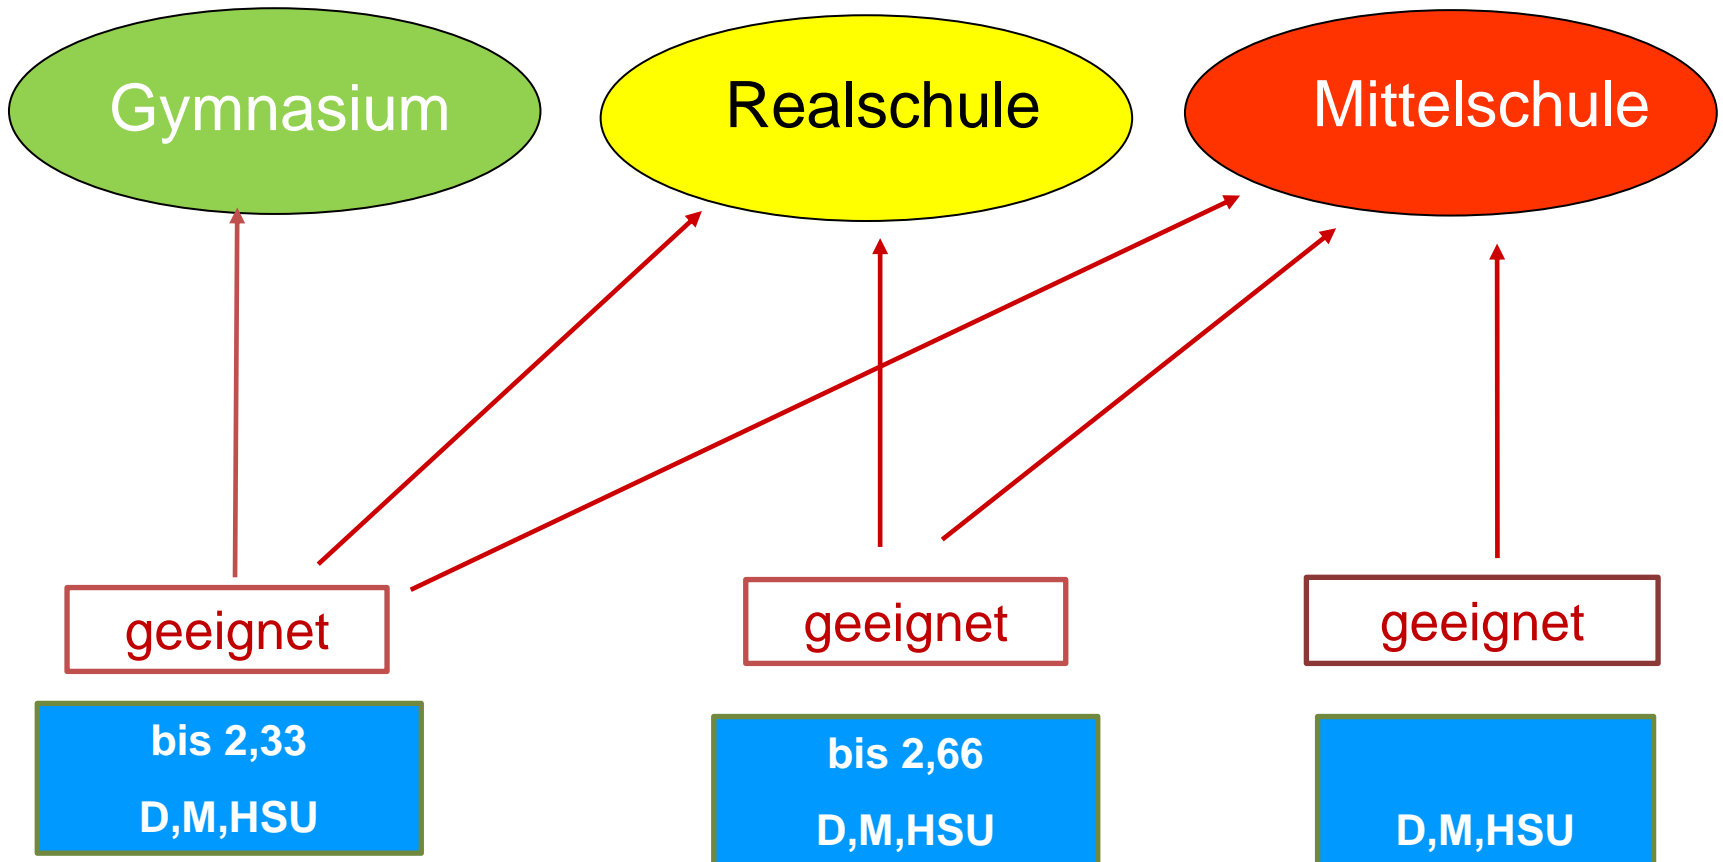 Gymnasium
Realschule
Mittelschule
geeignet
geeignet
geeignet
bis 2,33
D,M,HSU
bis 2,66
D,M,HSU
D,M,HSU